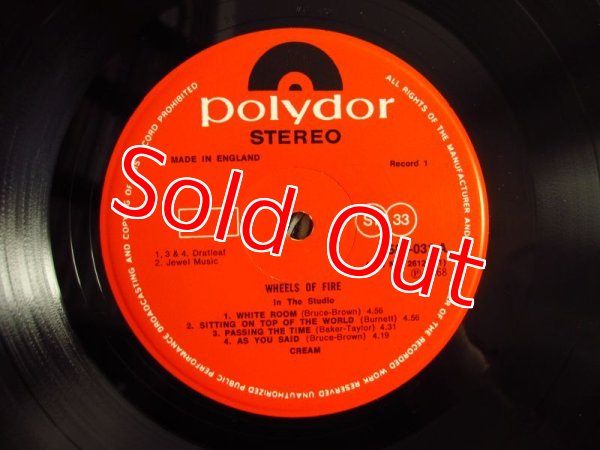 polydor
STEREO
MADE IN ENGLAND
Record 1
ALL RIGHTS OF THE MANUFACTURER AND OF THE RECORDED WORK RESERVED UNAUTHORIZED PUBLIC PERFORMANCE BROADCASTING AND COPYING OF THIS RECORD PROHIBITED
Sold Out
33
1, 3 & 4. Dratleaf
2. Jewel Music
WHEELS OF FIRE
In The Studio
1. WHITE ROOM (Bruce-Brown) 4.56
2. SITTING ON TOP OF THE WORLD (Burnett) 4.56
3. PASSING THE TIME (Baker-Taylor) 4.31
4. AS YOU SAID (Bruce-Brown) 4.19
CREAM